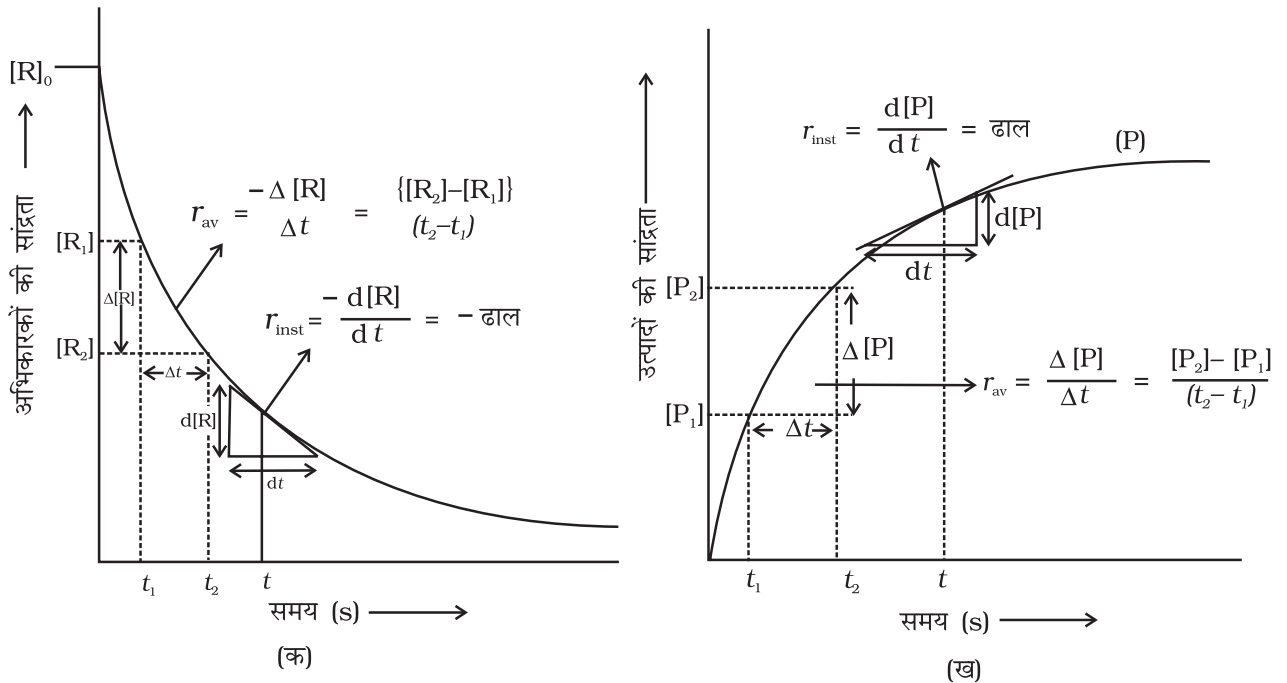 [R]₀
अभिकारकों की सांद्रता
r_av = −Δ [R] / Δt = {[R₂]–[R₁]} (t₂–t₁)
[R₁]
Δ[R]
r_inst = − d[R] / dt = − ढाल
[R₂]
Δt
d[R]
dt
t₁ t₂ t
समय (s)
(क)
उत्पादों की सांद्रता
r_inst = d[P] / dt = ढाल
(P)
d[P]
dt
[P₂]
Δ [P]
r_av = Δ [P] / Δt = [P₂]– [P₁] / (t₂– t₁)
[P₁]
Δt
t₁ t₂ t
समय (s)
(ख)